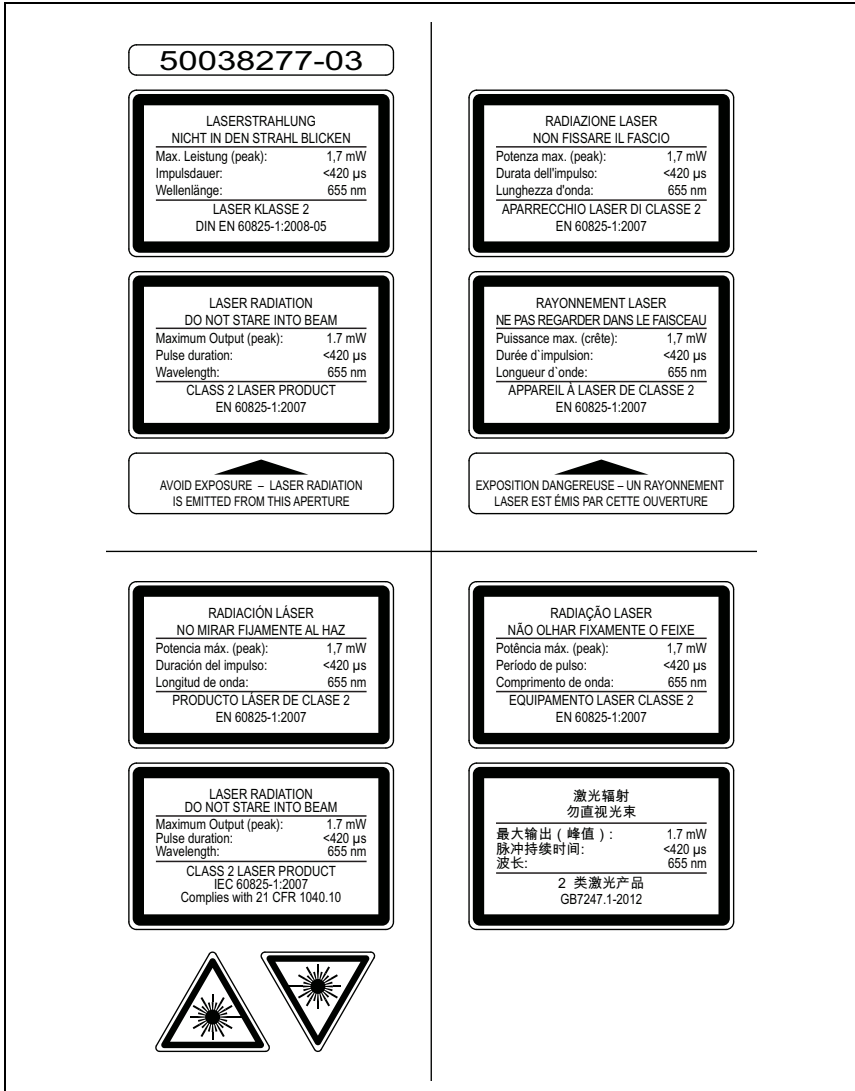 50038277-03
LASERSTRAHLUNG
NICHT IN DEN STRAHL BLICKEN
Max. Leistung (peak): 1,7 mW
Impulsdauer: <420 µs
Wellenlänge: 655 nm
LASER KLASSE 2
DIN EN 60825-1:2008-05
LASER RADIATION
DO NOT STARE INTO BEAM
Maximum Output (peak): 1.7 mW
Pulse duration: <420 µs
Wavelength: 655 nm
CLASS 2 LASER PRODUCT
EN 60825-1:2007
AVOID EXPOSURE – LASER RADIATION
IS EMITTED FROM THIS APERTURE
RADIAZIONE LASER
NON FISSARE IL FASCIO
Potenza max. (peak): 1,7 mW
Durata dell'impulso: <420 µs
Lunghezza d'onda: 655 nm
APARRECCHIO LASER DI CLASSE 2
EN 60825-1:2007
RAYONNEMENT LASER
NE PAS REGARDER DANS LE FAISCEAU
Puissance max. (crête): 1,7 mW
Durée d`impulsion: <420 µs
Longueur d`onde: 655 nm
APPAREIL À LASER DE CLASSE 2
EN 60825-1:2007
EXPOSITION DANGEREUSE – UN RAYONNEMENT
LASER EST ÉMIS PAR CETTE OUVERTURE
RADIACIÓN LÁSER
NO MIRAR FIJAMENTE AL HAZ
Potencia máx. (peak): 1,7 mW
Duración del impulso: <420 µs
Longitud de onda: 655 nm
PRODUCTO LÁSER DE CLASE 2
EN 60825-1:2007
LASER RADIATION
DO NOT STARE INTO BEAM
Maximum Output (peak): 1.7 mW
Pulse duration: <420 µs
Wavelength: 655 nm
CLASS 2 LASER PRODUCT
IEC 60825-1:2007
Complies with 21 CFR 1040.10
RADIAÇÃO LASER
NÃO OLHAR FIXAMENTE O FEIXE
Potência máx. (peak): 1,7 mW
Período de pulso: <420 µs
Comprimento de onda: 655 nm
EQUIPAMENTO LASER CLASSE 2
EN 60825-1:2007
激光辐射
勿直视光束
最大输出（峰值）: 1.7 mW
脉冲持续时间: <420 µs
波长: 655 nm
2 类激光产品
GB7247.1-2012